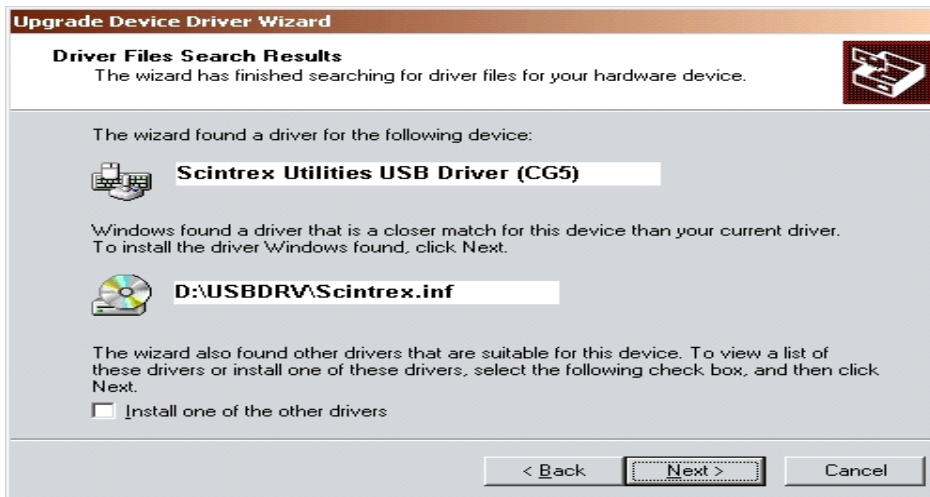 Upgrade Device Driver Wizard
Driver Files Search Results
The wizard has finished searching for driver files for your hardware device.
The wizard found a driver for the following device:
Scintrex Utilities USB Driver (CG5)
Windows found a driver that is a closer match for this device than your current driver.
To install the driver Windows found, click Next.
D:\USBDRV\Scintrex.inf
The wizard also found other drivers that are suitable for this device. To view a list of
these drivers or install one of these drivers, select the following check box, and then click
Next.
Install one of the other drivers
< Back Next > Cancel